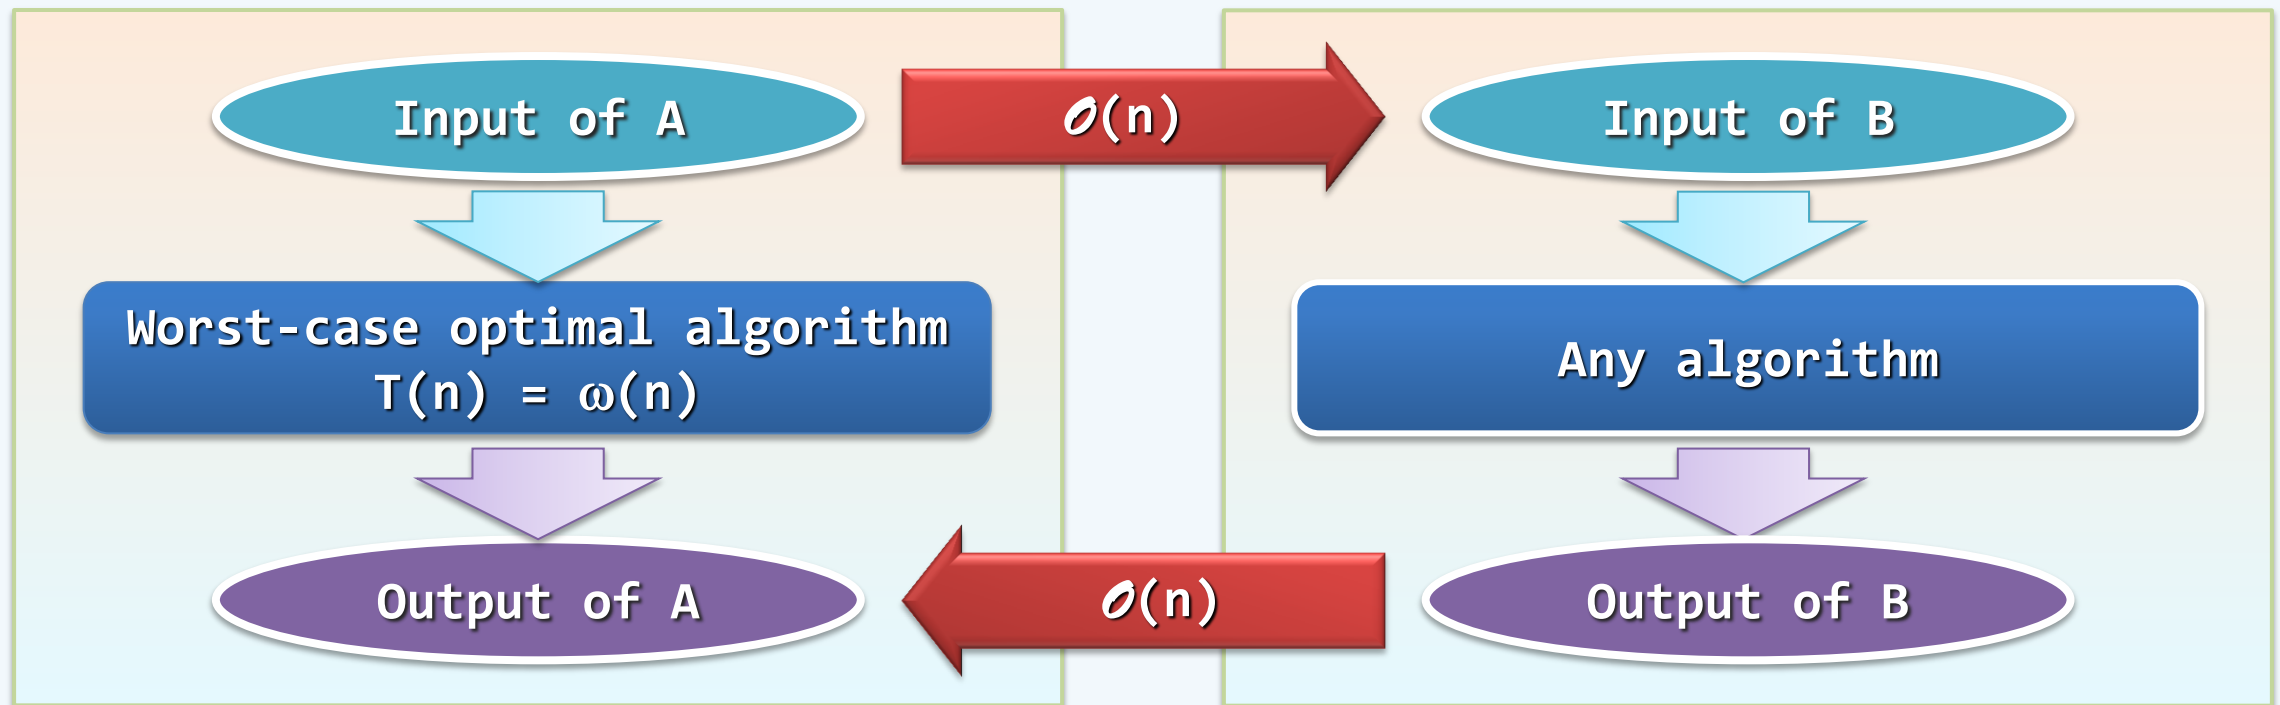 Input of A
𝒪(n)
Input of B
Worst-case optimal algorithm
T(n) = ω(n)
Any algorithm
Output of A
𝒪(n)
Output of B